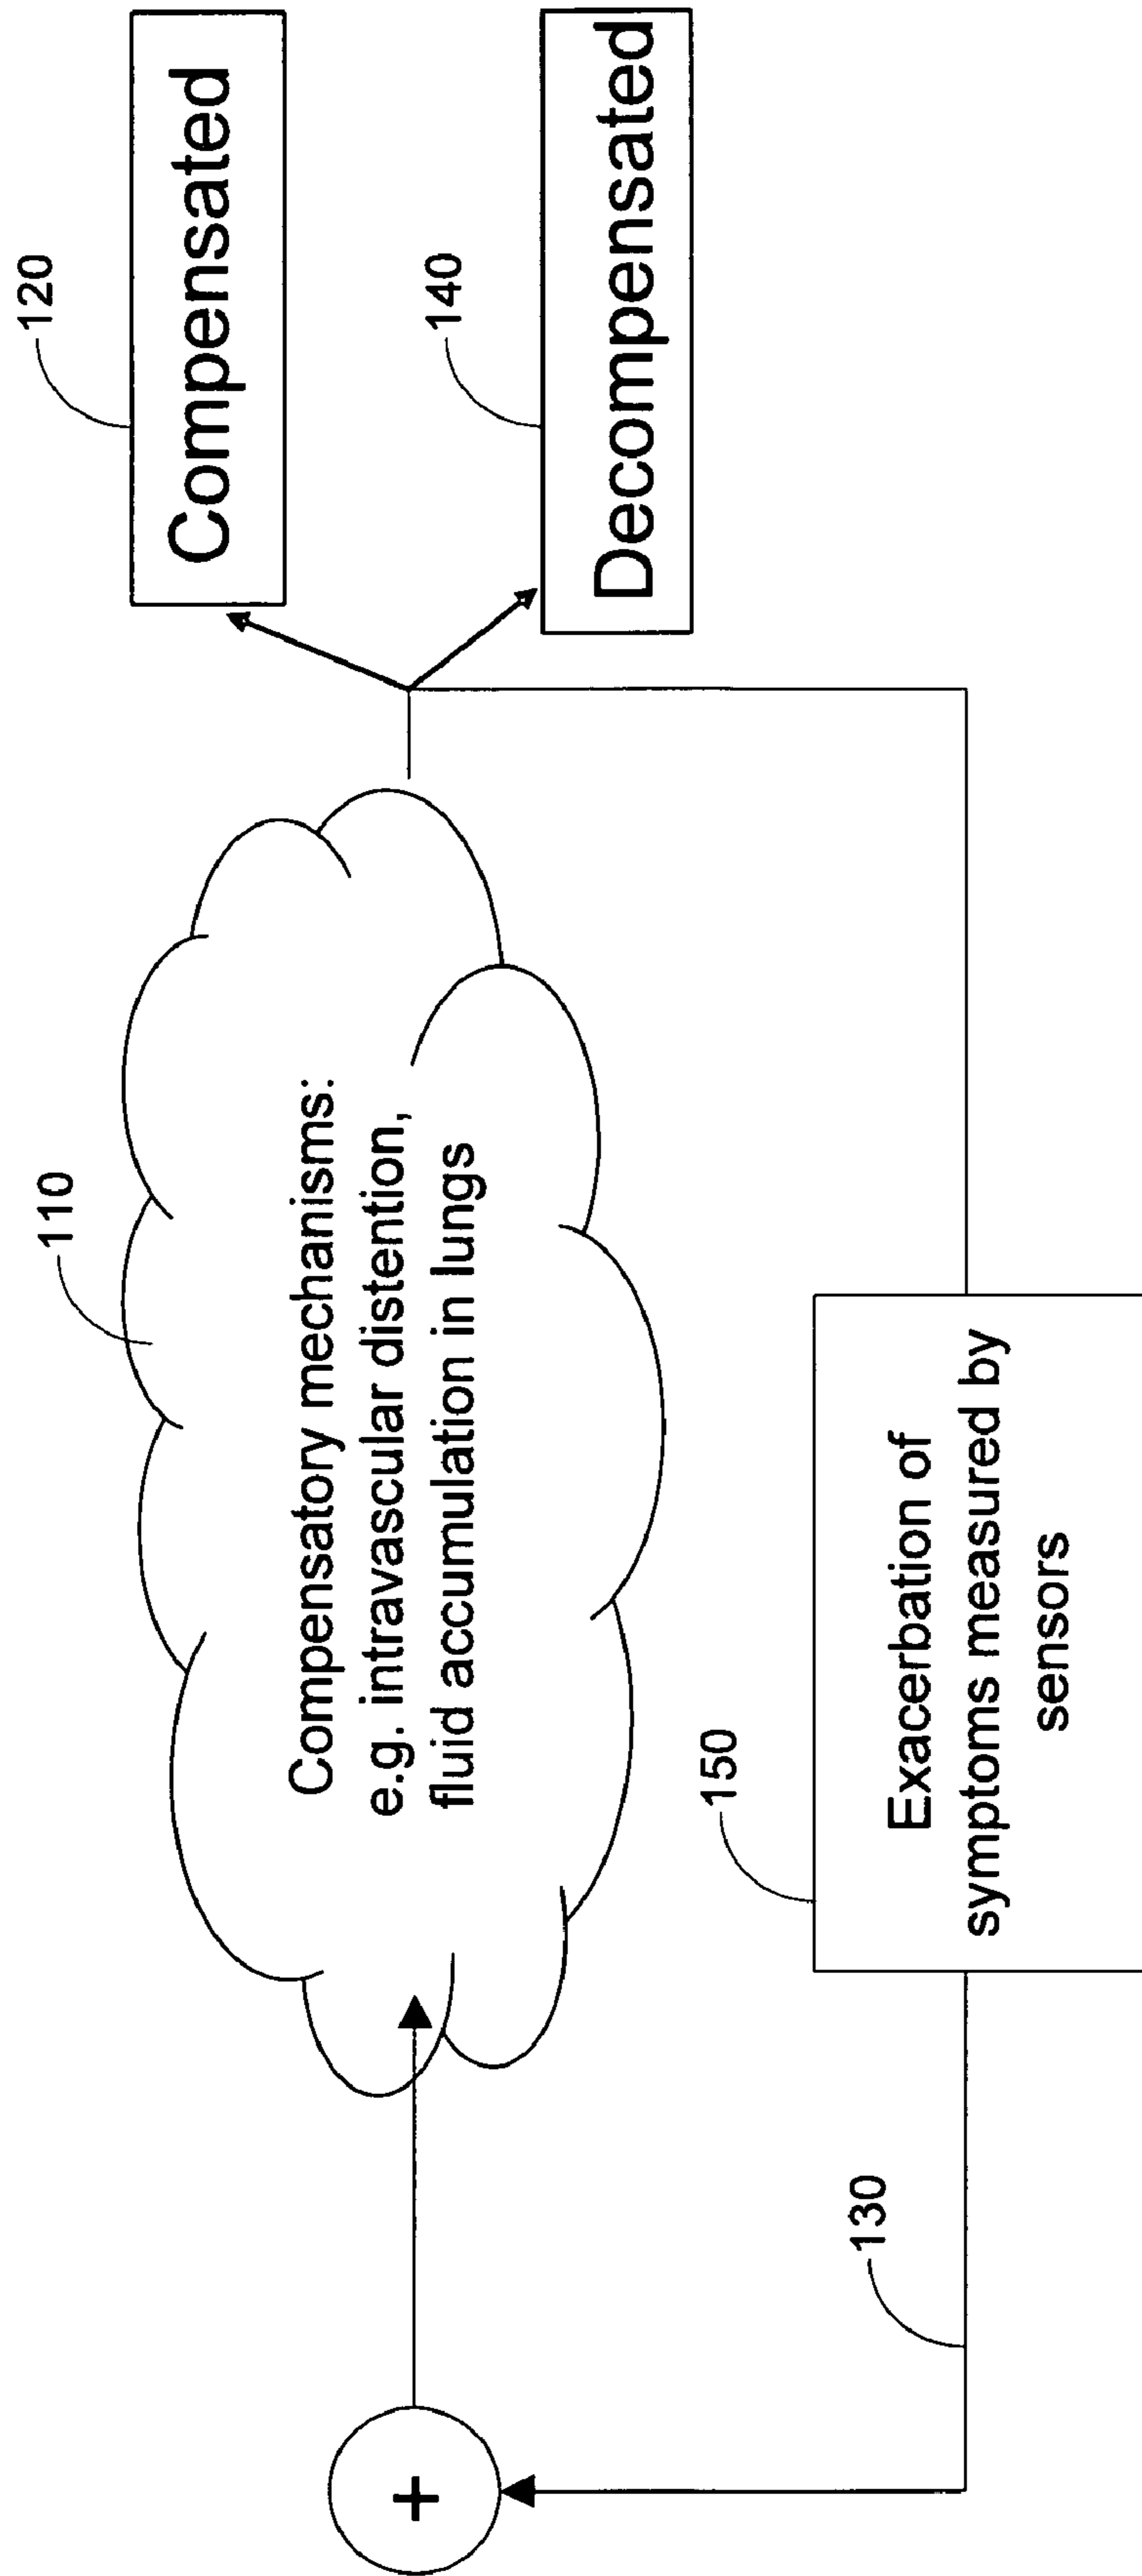 110
120
Compensated
Compensatory mechanisms:
e.g. intravascular distention,
fluid accumulation in lungs
+
140
Decompensated
150
130
Exacerbation of
symptoms measured by
sensors